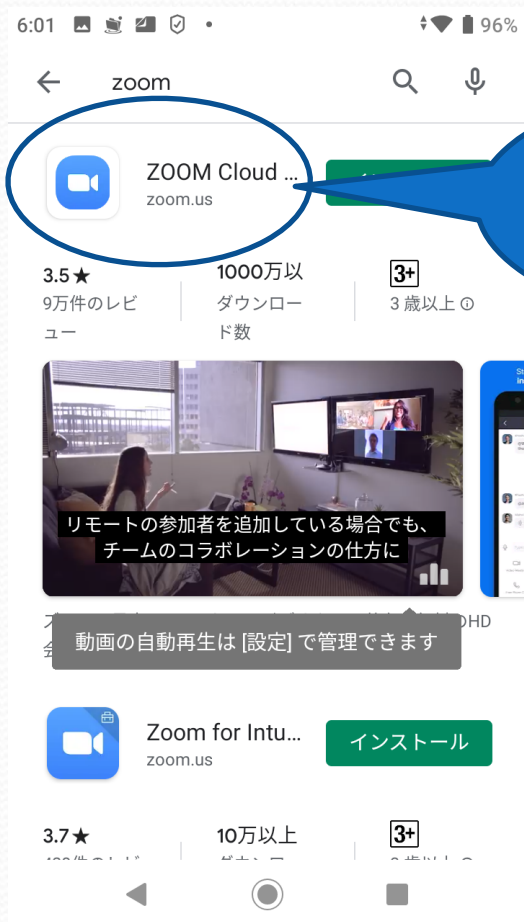 6:01
96%
zoom
ZOOM Cloud ...
zoom.us
3.5★
9万件のレビ
ュー
1000万以
ダウンロー
ド数
3+
3 歳以上
リモートの参加者を追加している場合でも、
チームのコラボレーションの仕方に
HD
動画の自動再生は [設定] で管理できます
Zoom for Intu...
zoom.us
インストール
3.7★
10万以上
3+